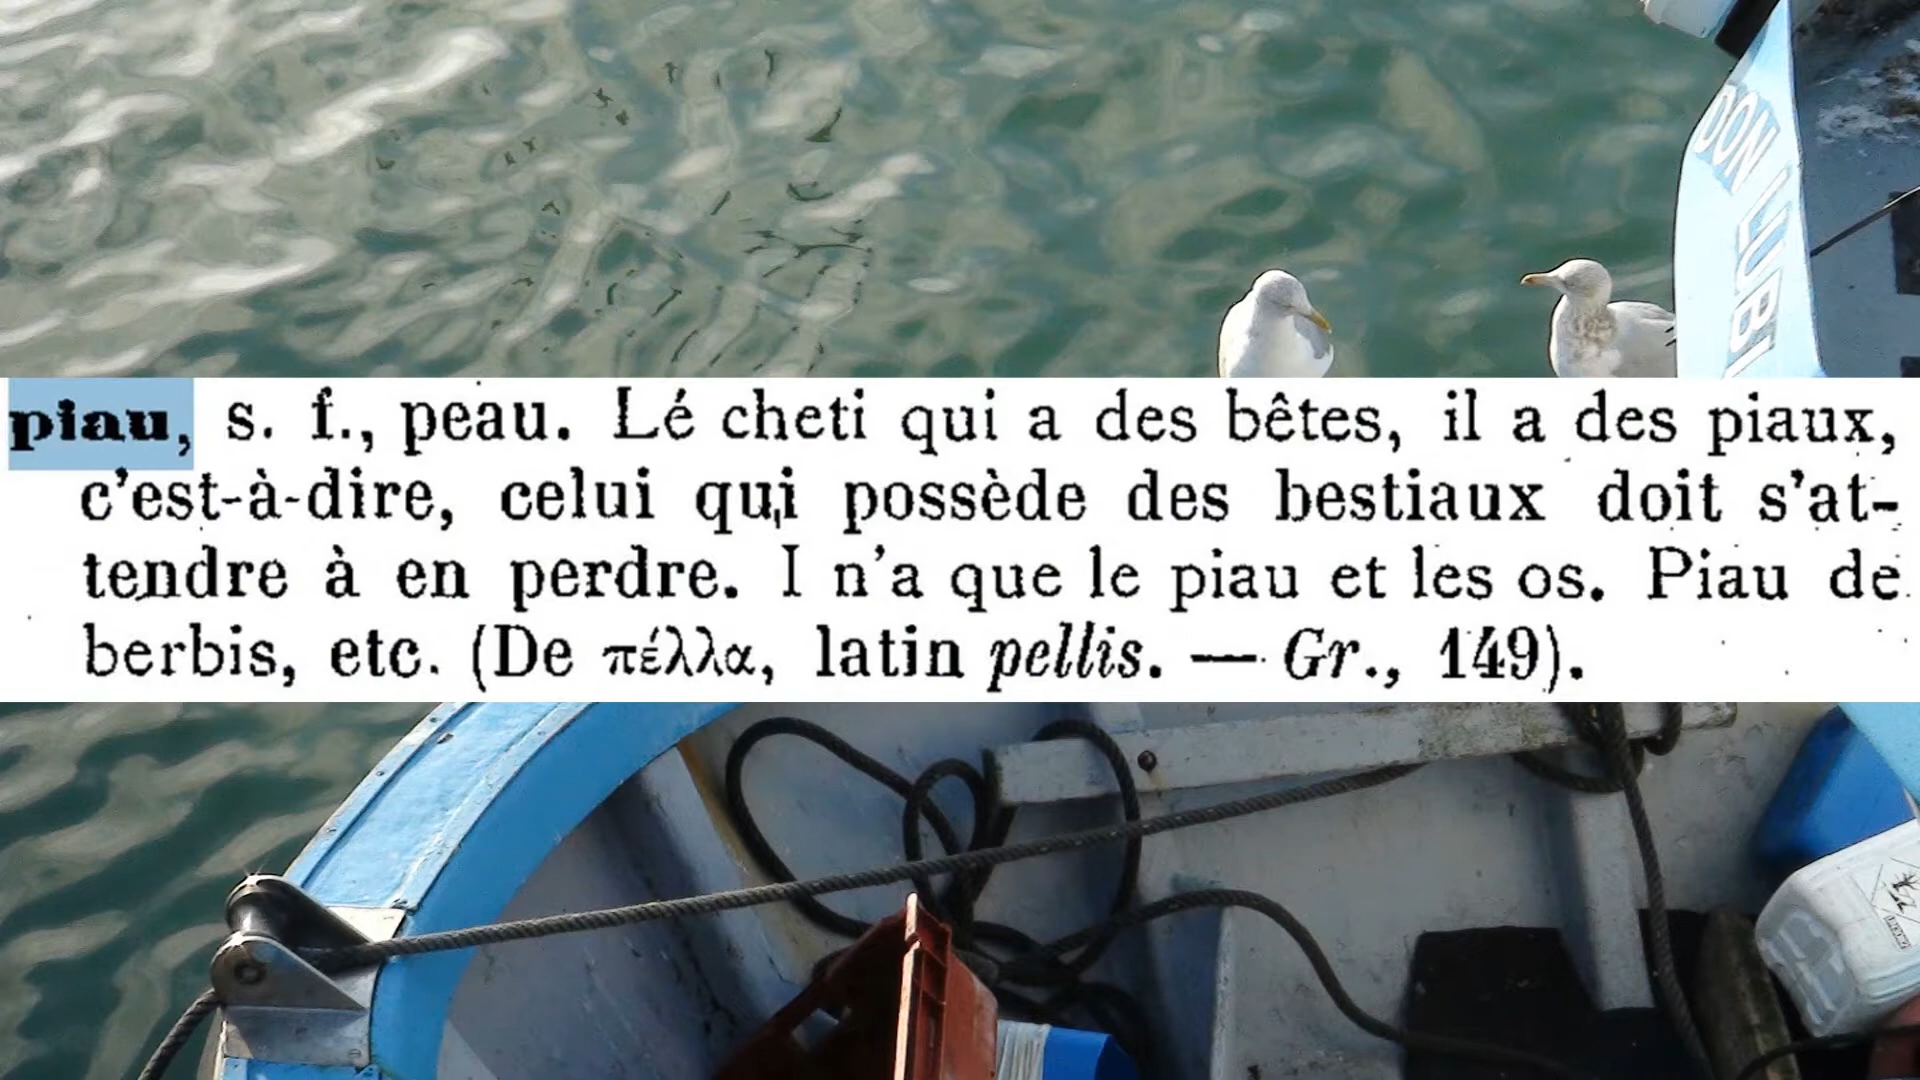 DON LUBI
piau, s. f., peau. Lé cheti qui a des bêtes, il a des piaux,
c'est-à-dire, celui qui possède des bestiaux doit s'at-
tendre à en perdre. I n'a que le piau et les os. Piau de
berbis, etc. (De πέλλα, latin pellis. — Gr., 149).